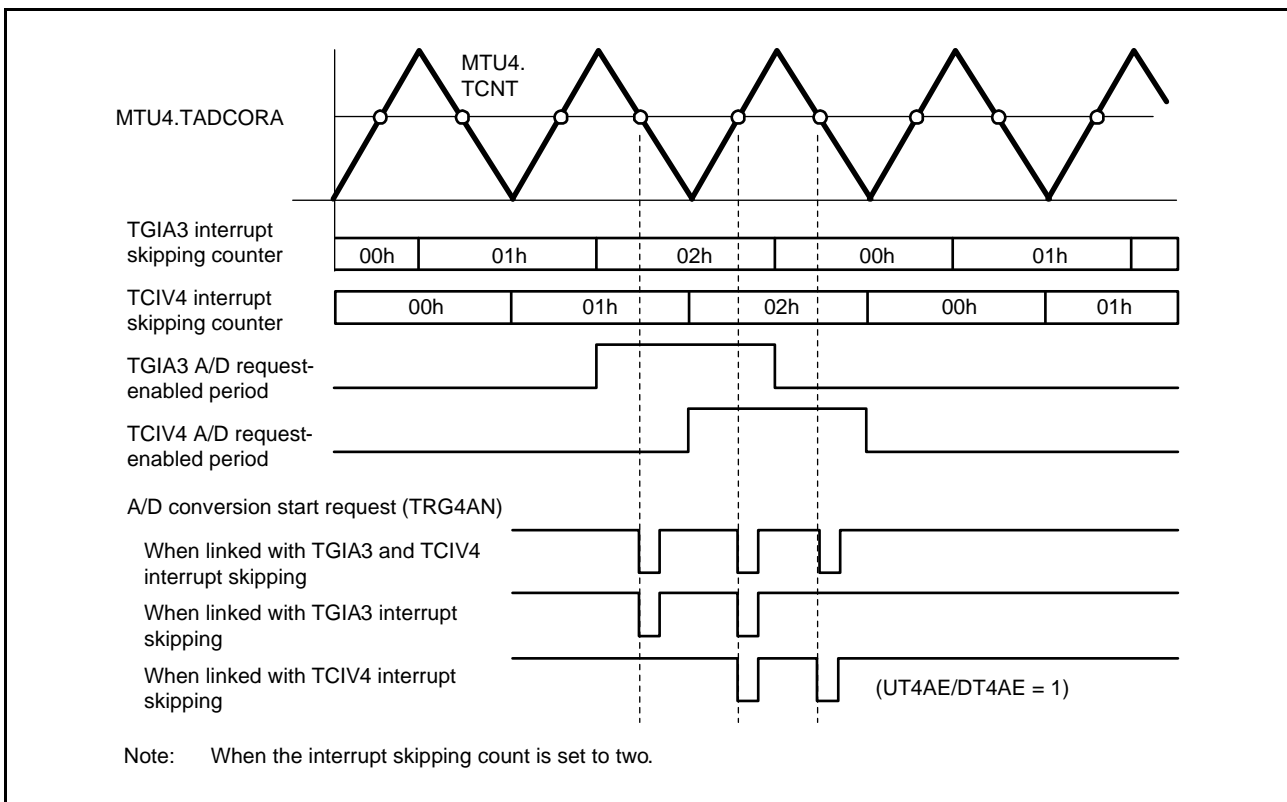 MTU4.
TCNT
MTU4.TADCORA
TGIA3 interrupt
skipping counter
00h 01h 02h 00h 01h
TCIV4 interrupt
skipping counter
00h 01h 02h 00h 01h
TGIA3 A/D request-
enabled period
TCIV4 A/D request-
enabled period
A/D conversion start request (TRG4AN)
When linked with TGIA3 and TCIV4
interrupt skipping
When linked with TGIA3 interrupt
skipping
When linked with TCIV4 interrupt
skipping
(UT4AE/DT4AE = 1)
Note: When the interrupt skipping count is set to two.